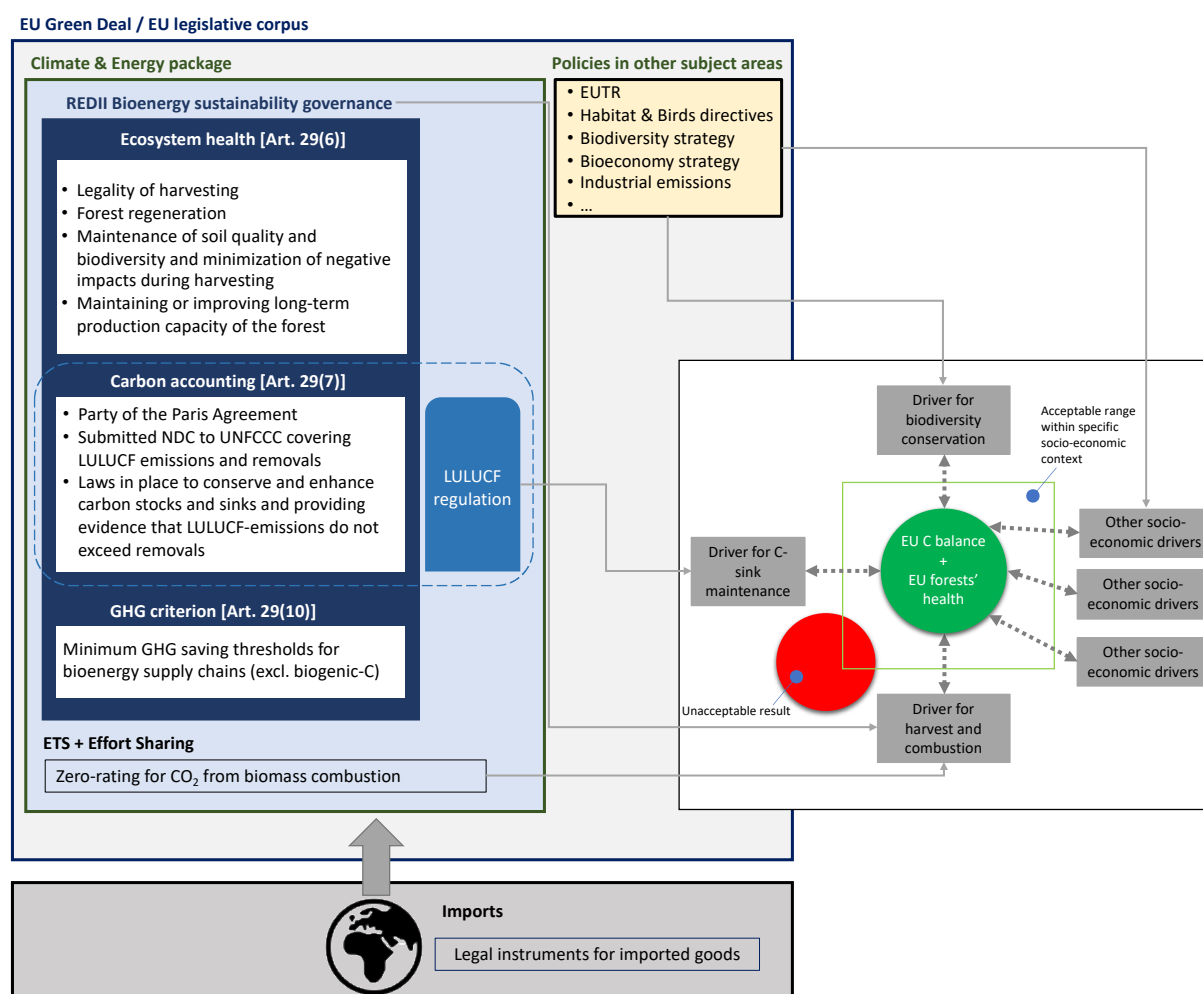 EU Green Deal / EU legislative corpus
Climate & Energy package
REDII Bioenergy sustainability governance
Ecosystem health [Art. 29(6)]
• Legality of harvesting
• Forest regeneration
• Maintenance of soil quality and
biodiversity and minimization of negative
impacts during harvesting
• Maintaining or improving long-term
production capacity of the forest
Carbon accounting [Art. 29(7)]
• Party of the Paris Agreement
• Submitted NDC to UNFCCC covering
LULUCF emissions and removals
• Laws in place to conserve and enhance
carbon stocks and sinks and providing
evidence that LULUCF-emissions do not
exceed removals
LULUCF
regulation
GHG criterion [Art. 29(10)]
Minimum GHG saving thresholds for
bioenergy supply chains (excl. biogenic-C)
ETS + Effort Sharing
Zero-rating for CO₂ from biomass combustion
Policies in other subject areas
• EUTR
• Habitat & Birds directives
• Biodiversity strategy
• Bioeconomy strategy
• Industrial emissions
• ...
Driver for
biodiversity
conservation
Acceptable range
within specific
socio-economic
context
Driver for C-
sink
maintenance
EU C balance
+
EU forests’
health
Other socio-
economic drivers
Other socio-
economic drivers
Other socio-
economic drivers
Unacceptable result
Driver for
harvest and
combustion
Imports
Legal instruments for imported goods